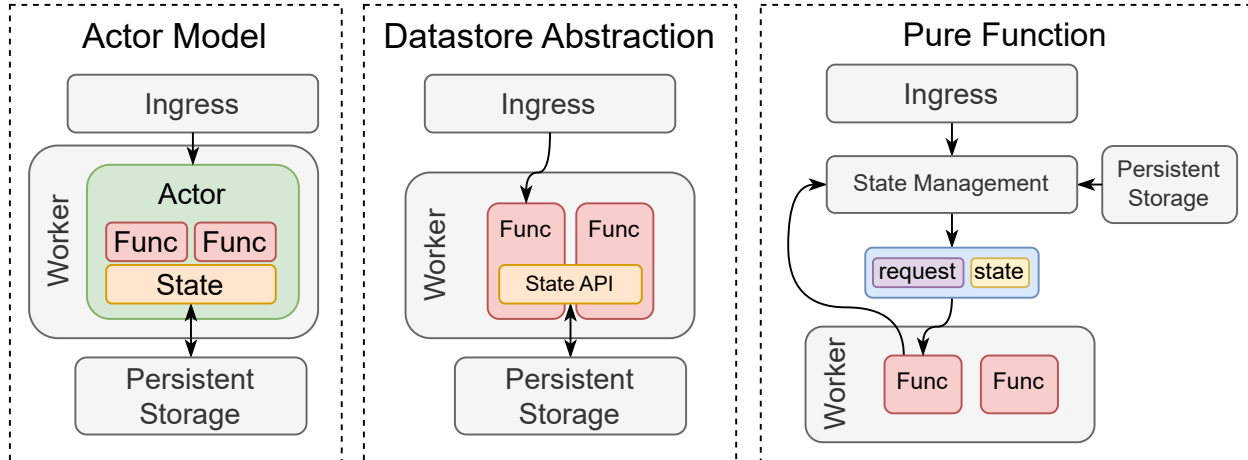 Actor Model
Ingress
Worker
Actor
Func
Func
State
Persistent
Storage
Datastore Abstraction
Ingress
Worker
Func
Func
State API
Persistent
Storage
Pure Function
Ingress
State Management
Persistent
Storage
request
state
Worker
Func
Func